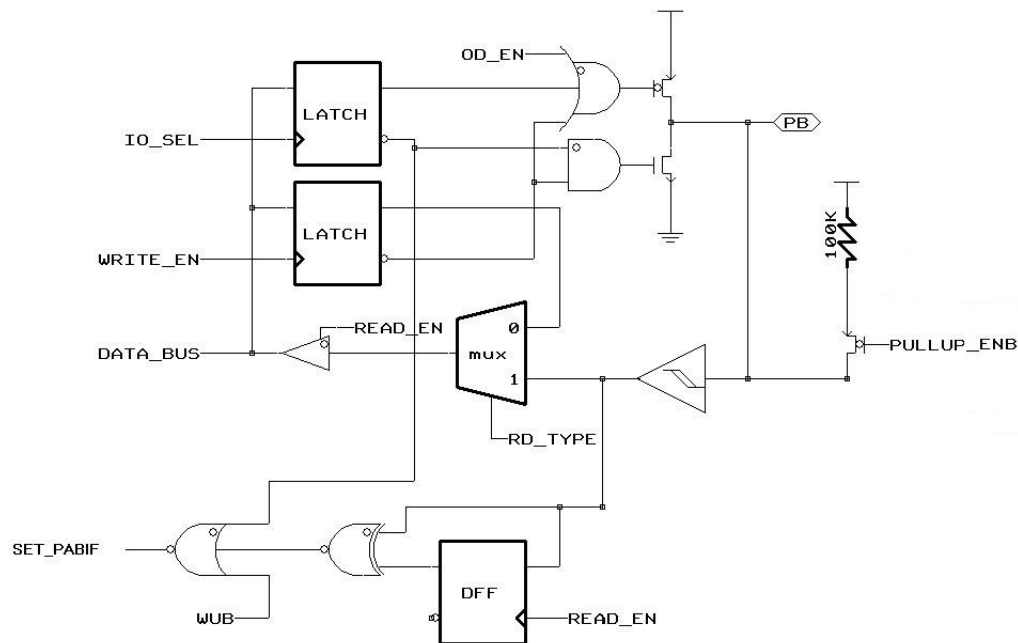 OD_EN
LATCH
IO_SEL
PB
LATCH
100K
WRITE_EN
READ_EN
0
PULLUP_ENB
DATA_BUS
mux
1
RD_TYPE
SET_PABIF
DFF
WUB
READ_EN